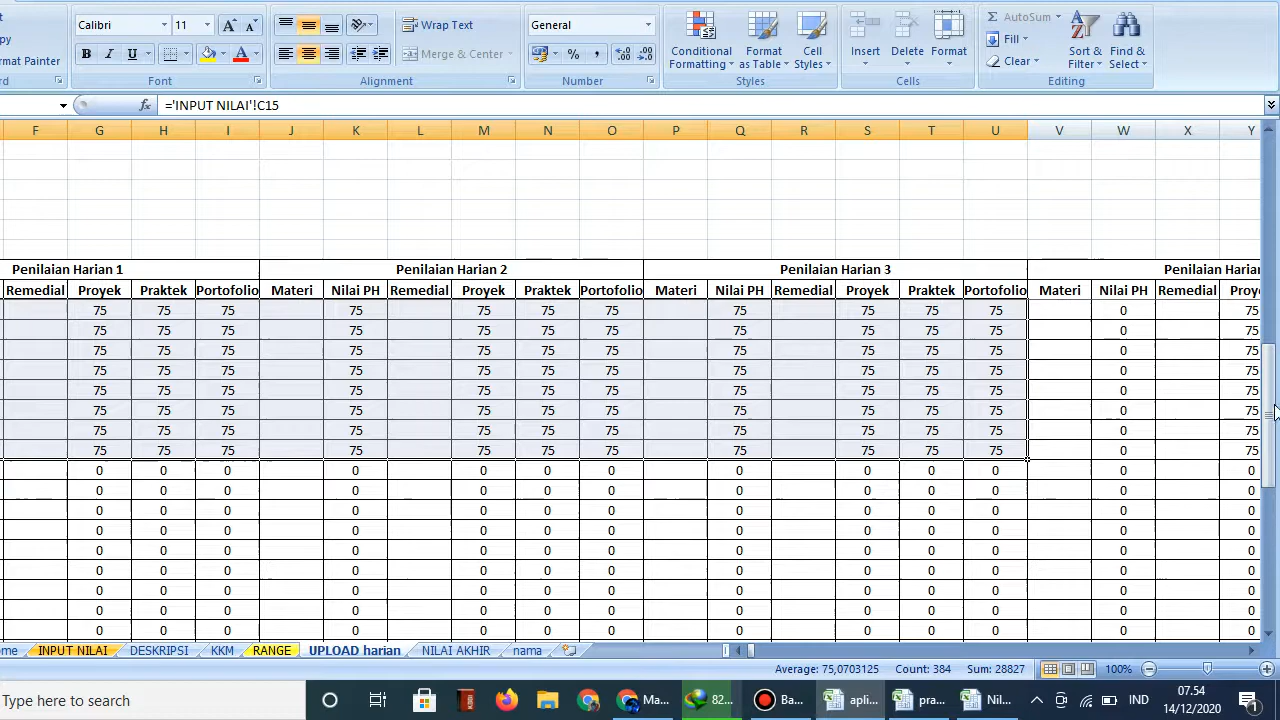 Calibri 11 Wrap Text General Σ AutoSum
py Fill
ormat Painter B I U Merge & Center % , Conditional Formatting Format as Table Cell Styles Insert Delete Format Clear Sort & Filter Find & Select
rd Font Alignment Number Styles Cells Editing
fx ='INPUT NILAI'!C15
F G H I J K L M N O P Q R S T U V W X Y
Penilaian Harian 1 Penilaian Harian 2 Penilaian Harian 3 Penilaian Harian
Remedial Proyek Praktek Portofolio Materi Nilai PH Remedial Proyek Praktek Portofolio Materi Nilai PH Remedial Proyek Praktek Portofolio Materi Nilai PH Remedial Proy
75 75 75 75 75 75 75 75 75 75 75 0 75
75 75 75 75 75 75 75 75 75 75 75 0 75
75 75 75 75 75 75 75 75 75 75 75 0 75
75 75 75 75 75 75 75 75 75 75 75 0 75
75 75 75 75 75 75 75 75 75 75 75 0 75
75 75 75 75 75 75 75 75 75 75 75 0 75
75 75 75 75 75 75 75 75 75 75 75 0 75
75 75 75 75 75 75 75 75 75 75 75 0 75
0 0 0 0 0 0 0 0 0 0 0 0 0
0 0 0 0 0 0 0 0 0 0 0 0 0
0 0 0 0 0 0 0 0 0 0 0 0 0
0 0 0 0 0 0 0 0 0 0 0 0 0
0 0 0 0 0 0 0 0 0 0 0 0 0
0 0 0 0 0 0 0 0 0 0 0 0 0
0 0 0 0 0 0 0 0 0 0 0 0 0
0 0 0 0 0 0 0 0 0 0 0 0 0
0 0 0 0 0 0 0 0 0 0 0 0 0
ome INPUT NILAI DESKRIPSI KKM RANGE UPLOAD harian NILAI AKHIR nama
Average: 75,0703125 Count: 384 Sum: 28827 100%
Type here to search Ma... 82... Ba... apli... pra... Nil... IND 07.54
14/12/2020 1